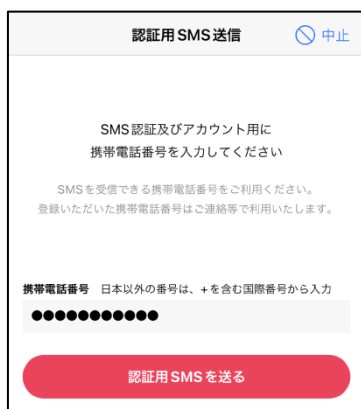 認証用SMS送信 中止
SMS認証及びアカウント用に
携帯電話番号を入力してください
SMSを受信できる携帯電話番号をご利用ください。
登録いただいた携帯電話番号はご連絡等で利用いたします。
携帯電話番号 日本以外の番号は、+を含む国際番号から入力
●●●●●●●●●●●
認証用SMSを送る